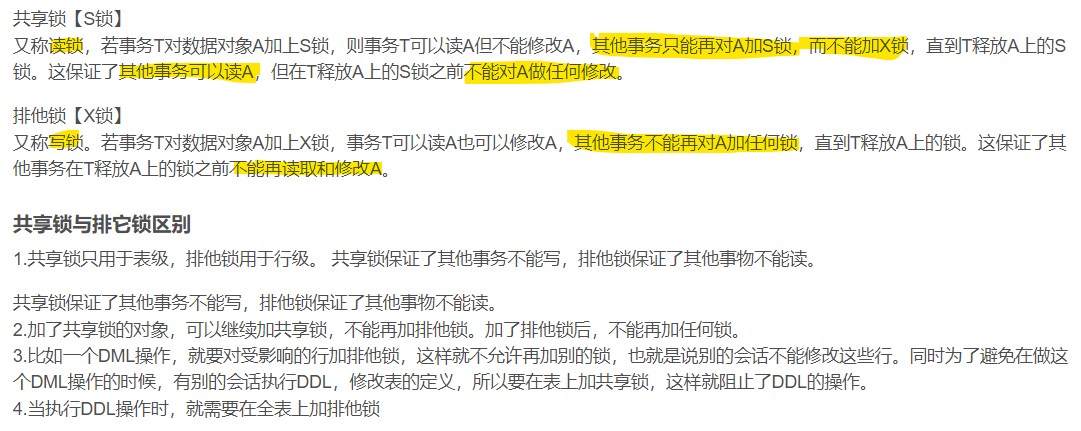 共享锁【S锁】
又称读锁，若事务T对数据对象A加上S锁，则事务T可以读A但不能修改A，其他事务只能再对A加S锁，而不能加X锁，直到T释放A上的S
锁。这保证了其他事务可以读A，但在T释放A上的S锁之前不能对A做任何修改。
排他锁【X锁】
又称写锁。若事务T对数据对象A加上X锁，事务T可以读A也可以修改A，其他事务不能再对A加任何锁，直到T释放A上的锁。这保证了其
他事务在T释放A上的锁之前不能再读取和修改A。
共享锁与排它锁区别
1.共享锁只用于表级，排他锁用于行级。 共享锁保证了其他事务不能写，排他锁保证了其他事物不能读。
共享锁保证了其他事务不能写，排他锁保证了其他事物不能读。
2.加了共享锁的对象，可以继续加共享锁，不能再加排他锁。加了排他锁后，不能再加任何锁。
3.比如一个DML操作，就要对受影响的行加排他锁，这样就不允许再加别的锁，也就是说别的会话不能修改这些行。同时为了避免在做这
个DML操作的时候，有别的会话执行DDL，修改表的定义，所以要在表上加共享锁，这样就阻止了DDL的操作。
4.当执行DDL操作时，就需要在全表上加排他锁